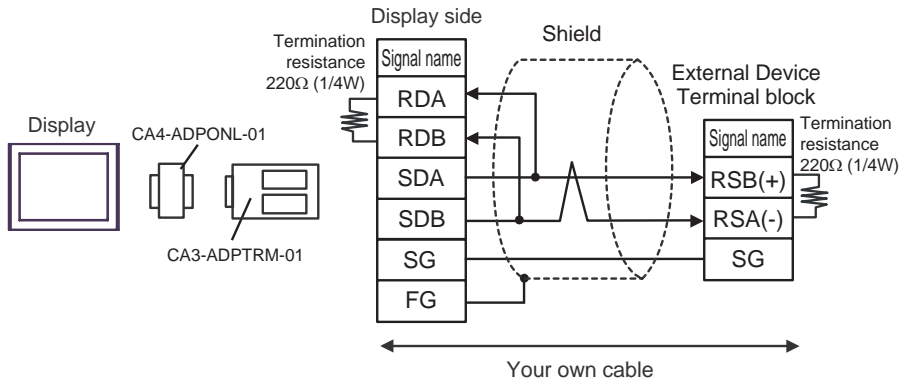 Display side
Termination
resistance
220Ω (1/4W)
Shield
Signal name
RDA
RDB
SDA
SDB
SG
FG
External Device
Terminal block
Signal name
RSB(+)
RSA(-)
SG
Termination
resistance
220Ω (1/4W)
Display
CA4-ADPONL-01
CA3-ADPTRM-01
Your own cable